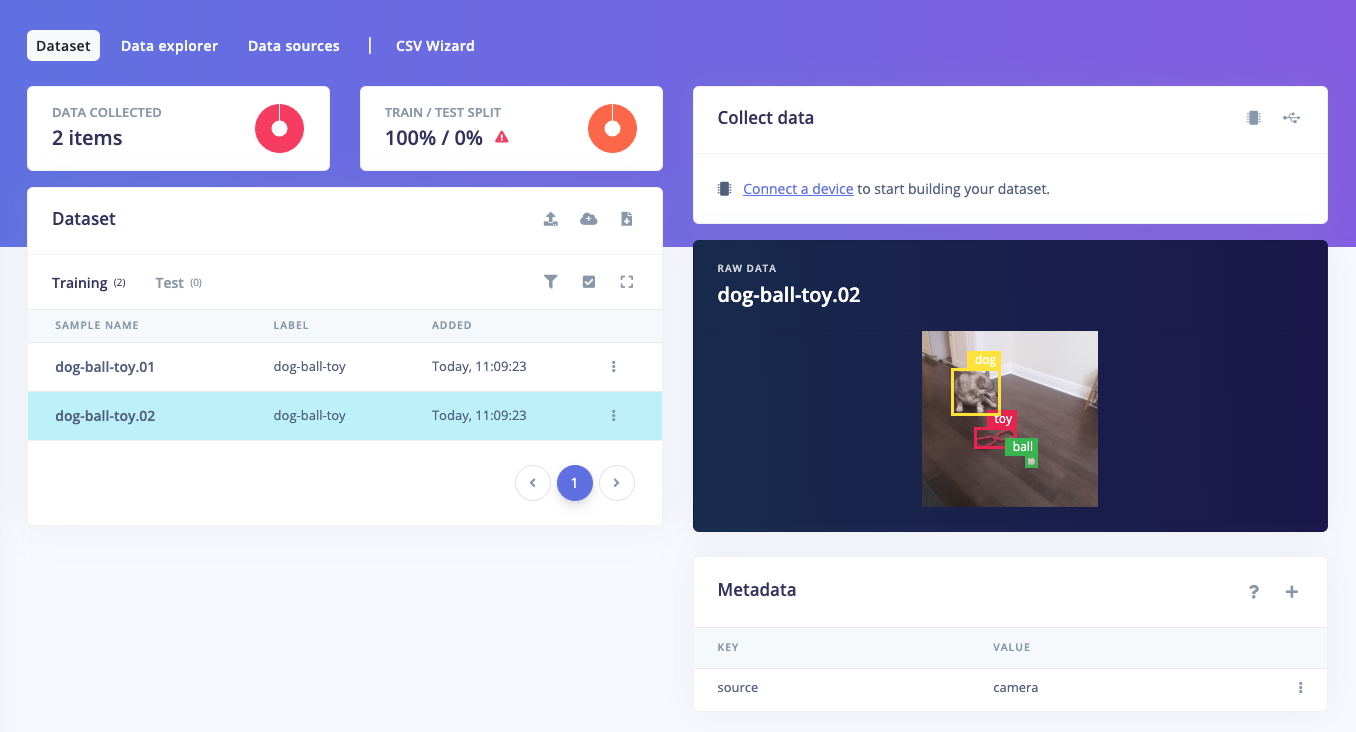 Dataset
Data explorer
Data sources
|
CSV Wizard
DATA COLLECTED
2 items
TRAIN / TEST SPLIT
100% / 0%
Dataset
Training (2)
Test (0)
SAMPLE NAME LABEL ADDED
dog-ball-toy.01 dog-ball-toy Today, 11:09:23
dog-ball-toy.02 dog-ball-toy Today, 11:09:23
1
Collect data
Connect a device to start building your dataset.
RAW DATA
dog-ball-toy.02
dog
toy
ball
Metadata
?
+
KEY VALUE
source camera